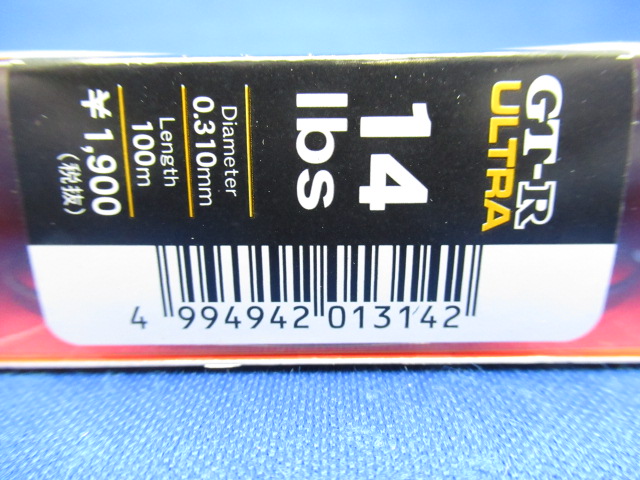 GT-R
ULTRA
14
lbs
Diameter
0.310mm
Length
100m
¥1,900
(税抜)
4 994942 013142